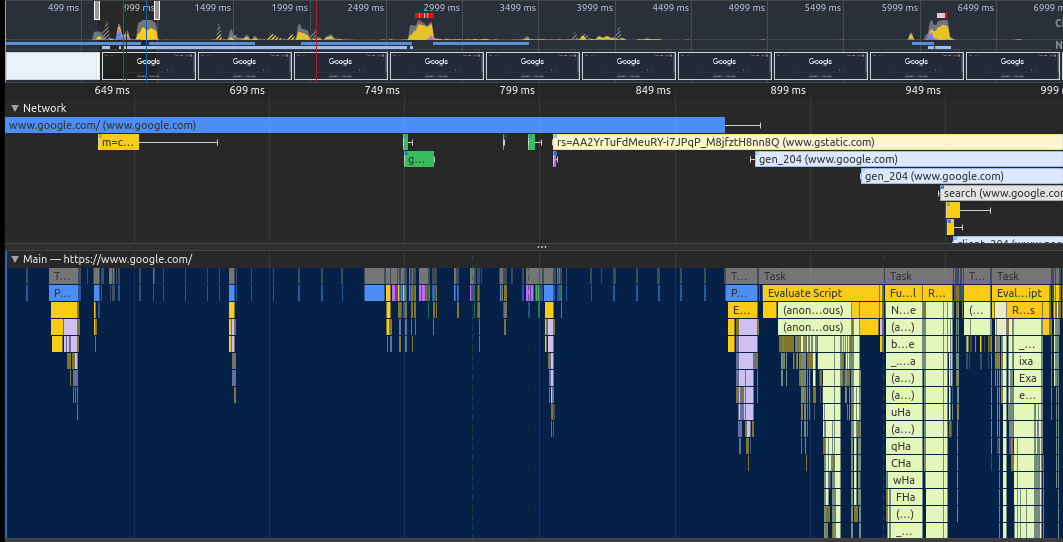 499 ms 999 ms 1499 ms 1999 ms 2499 ms 2999 ms 3499 ms 3999 ms 4499 ms 4999 ms 5499 ms 5999 ms 6499 ms 6999 m
C
N
Google Google Google Google Google Google Google Google Google Google
649 ms 699 ms 749 ms 799 ms 849 ms 899 ms 949 ms 999
Network
www.google.com/ (www.google.com)
m=c… rs=AA2YrTuFdMeuRY-i7JPqP_M8jfztH8nn8Q (www.gstatic.com)
g… gen_204 (www.google.com)
gen_204 (www.google.com)
search (www.google.cor
client_204 (www.google
...
Main — https://www.google.com/
T… T… Task Task T… Task
P… P… Evaluate Script Fu…l R… Eval…ipt
E… (anon…ous) N…e (… R…s
(anon…ous) (a…)
b…e _…
_.…a ixa
(a…) Exa
(a…) e…
uHa
(a…)
qHa
CHa
wHa
FHa
(…)
_…